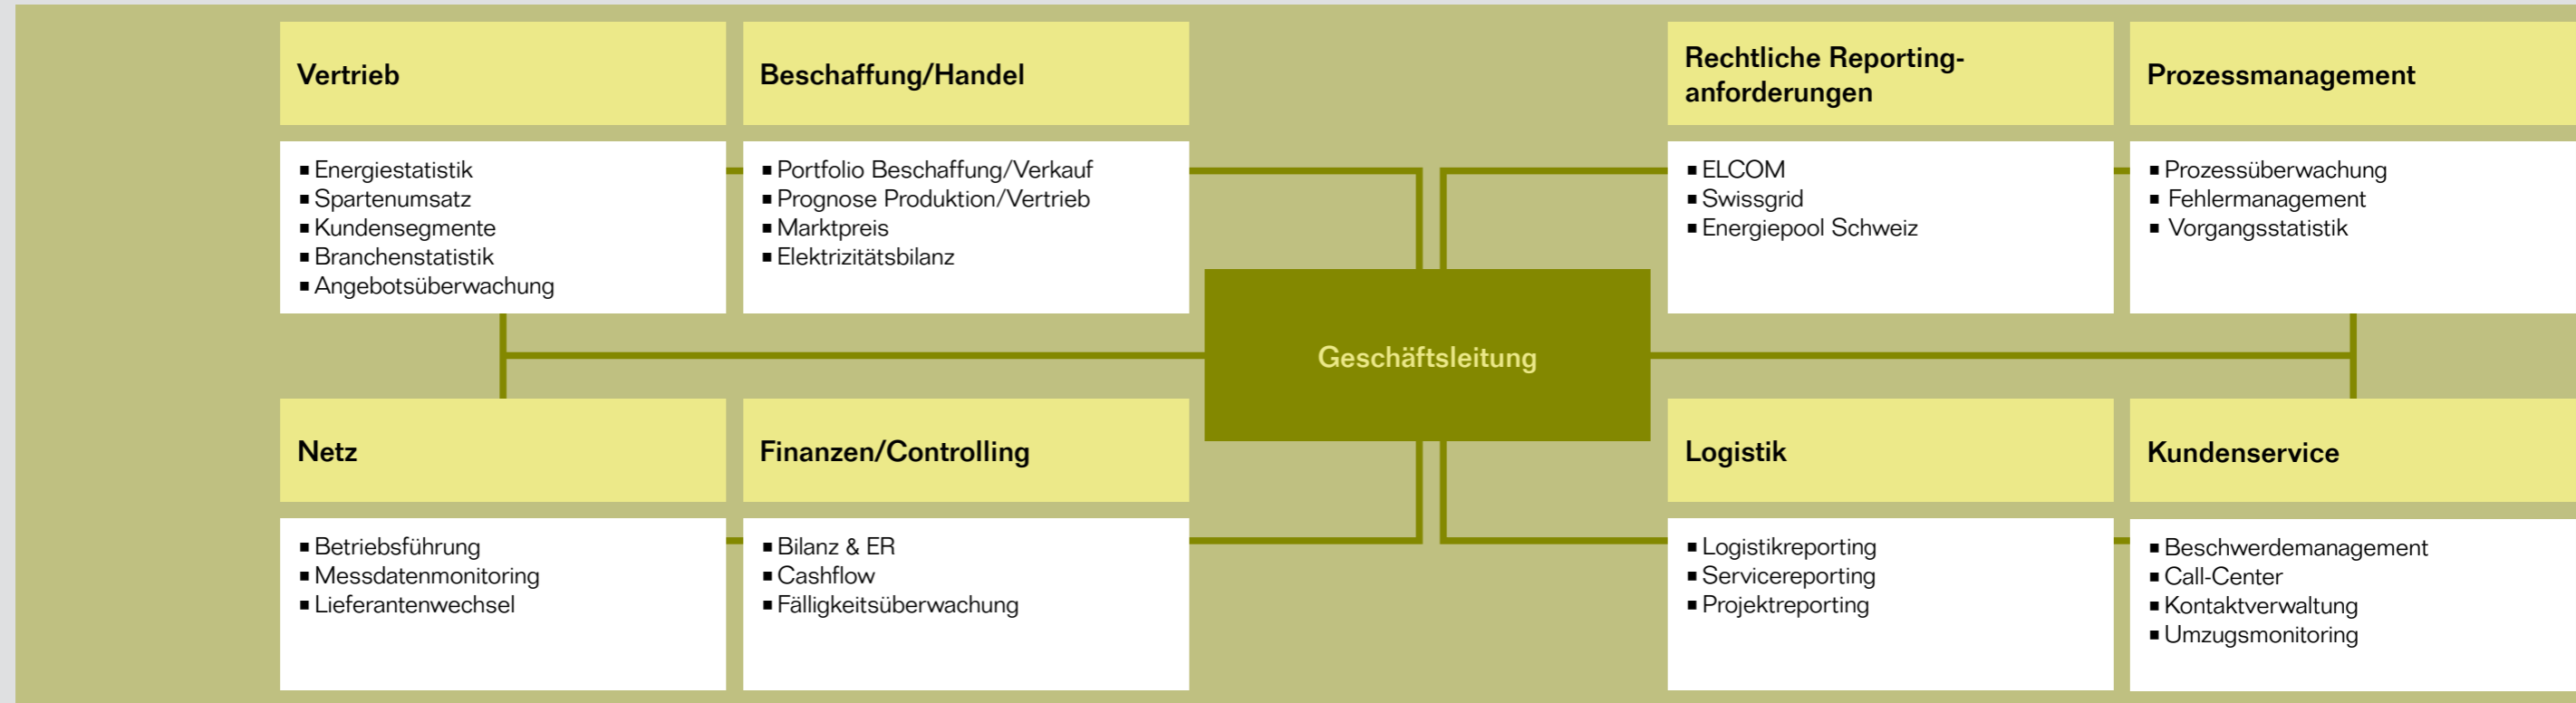 Vertrieb
▪ Energiestatistik
▪ Spartenumsatz
▪ Kundensegmente
▪ Branchenstatistik
▪ Angebotsüberwachung
Beschaffung/Handel
▪ Portfolio Beschaffung/Verkauf
▪ Prognose Produktion/Vertrieb
▪ Marktpreis
▪ Elektrizitätsbilanz
Rechtliche Reporting-
anforderungen
▪ ELCOM
▪ Swissgrid
▪ Energiepool Schweiz
Prozessmanagement
▪ Prozessüberwachung
▪ Fehlermanagement
▪ Vorgangsstatistik
Geschäftsleitung
Netz
▪ Betriebsführung
▪ Messdatenmonitoring
▪ Lieferantenwechsel
Finanzen/Controlling
▪ Bilanz & ER
▪ Cashflow
▪ Fälligkeitsüberwachung
Logistik
▪ Logistikreporting
▪ Servicereporting
▪ Projektreporting
Kundenservice
▪ Beschwerdemanagement
▪ Call-Center
▪ Kontaktverwaltung
▪ Umzugsmonitoring